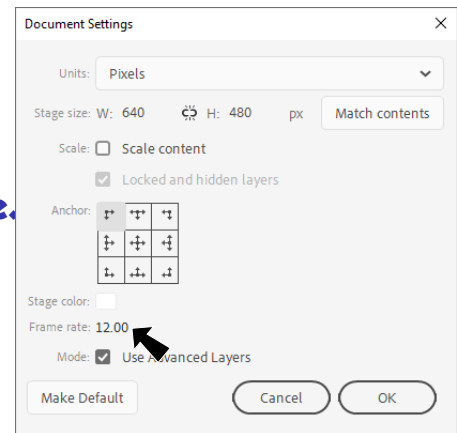 Document Settings
Units: Pixels
Stage size: W: 640 H: 480 px Match contents
Scale: Scale content
Locked and hidden layers
Anchor:
Stage color:
Frame rate: 12.00
Mode: Use Advanced Layers
Make Default Cancel OK